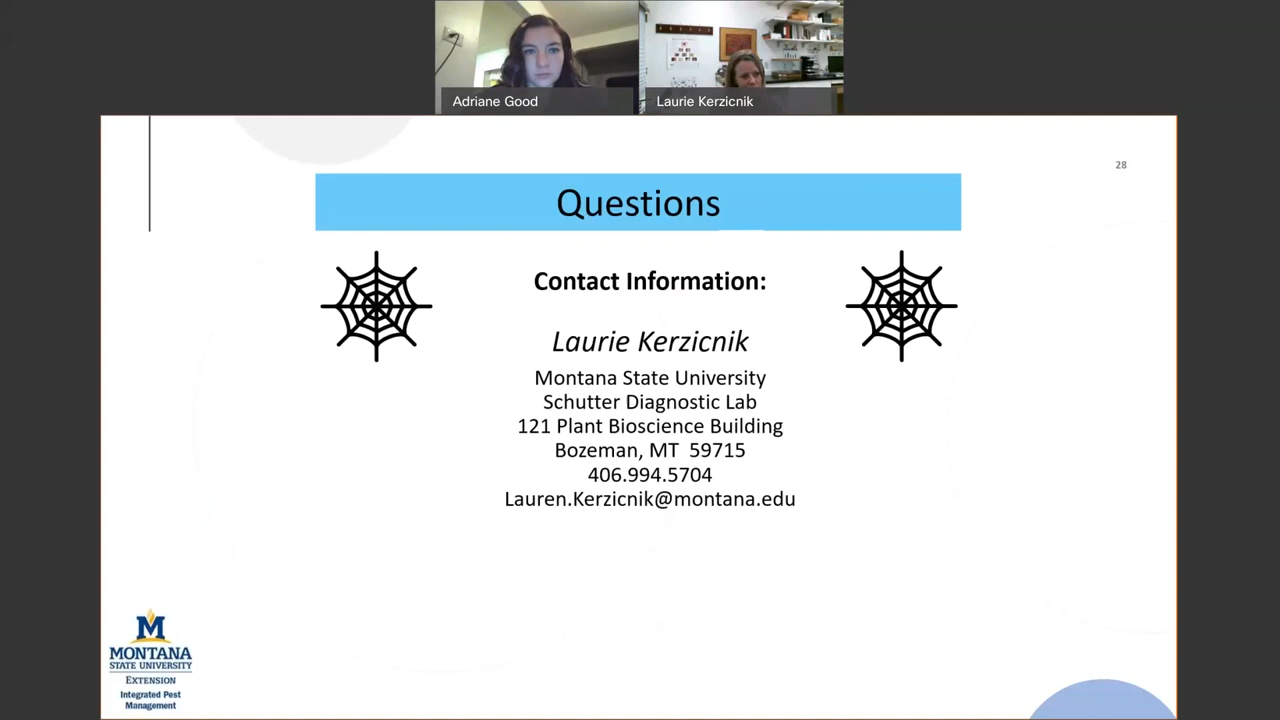 Adriane Good
Laurie Kerzicnik
28
Questions
Contact Information:
Laurie Kerzicnik
Montana State University
Schutter Diagnostic Lab
121 Plant Bioscience Building
Bozeman, MT  59715
406.994.5704
Lauren.Kerzicnik@montana.edu
M
MONTANA
STATE UNIVERSITY
EXTENSION
Integrated Pest
Management